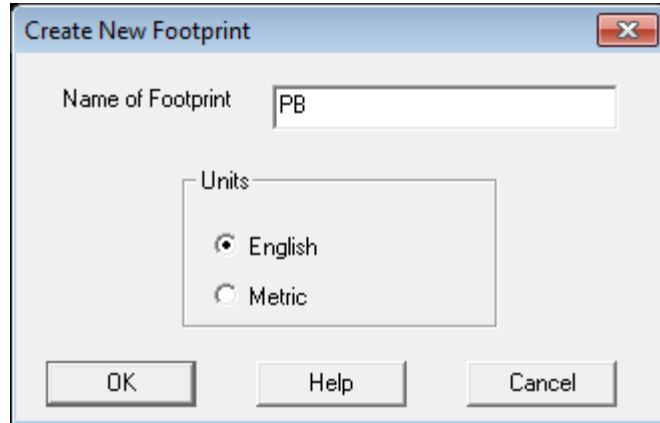 Create New Footprint
Name of Footprint PB
Units
English
Metric
OK Help Cancel